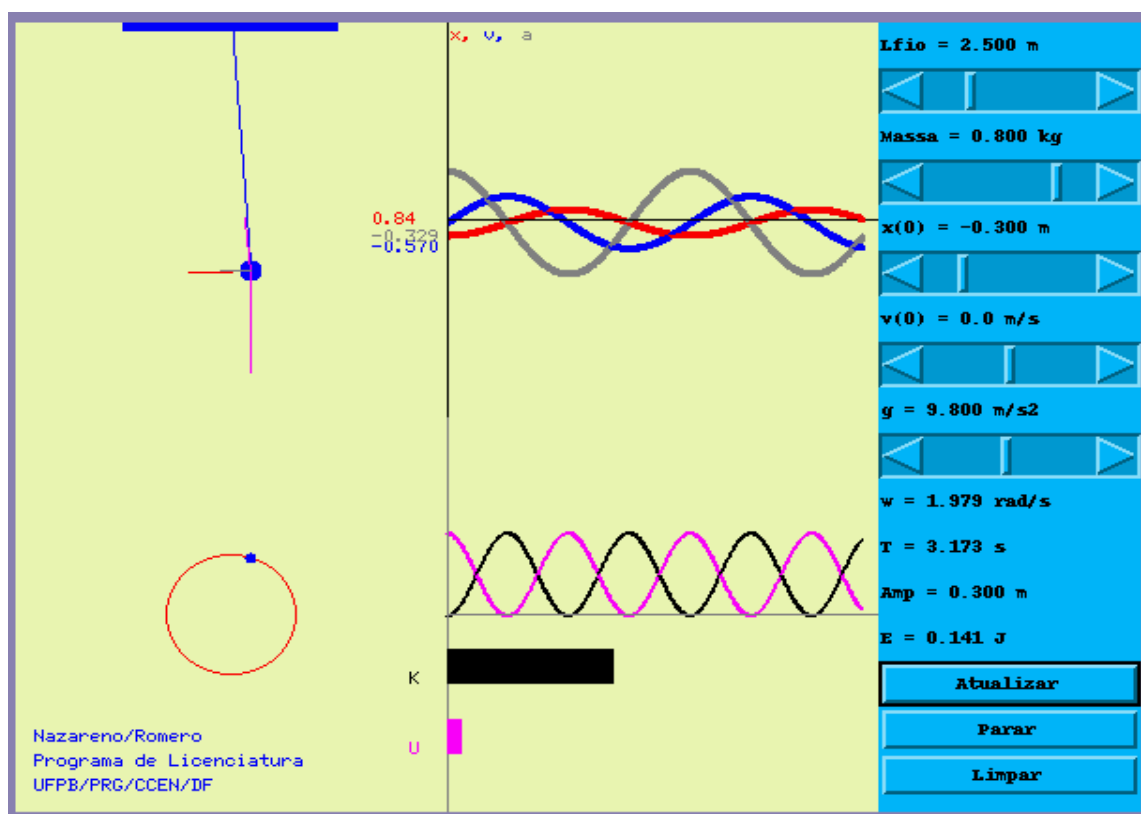 x, v, a
0.84
-0.329
-0.570
K
U
Nazareno/Romero
Programa de Licenciatura
UFPB/PRG/CCEN/DF
Lfio = 2.500 m
Massa = 0.800 kg
x(0) = -0.300 m
v(0) = 0.0 m/s
g = 9.800 m/s2
w = 1.979 rad/s
T = 3.173 s
Amp = 0.300 m
E = 0.141 J
Atualizar
Parar
Limpar